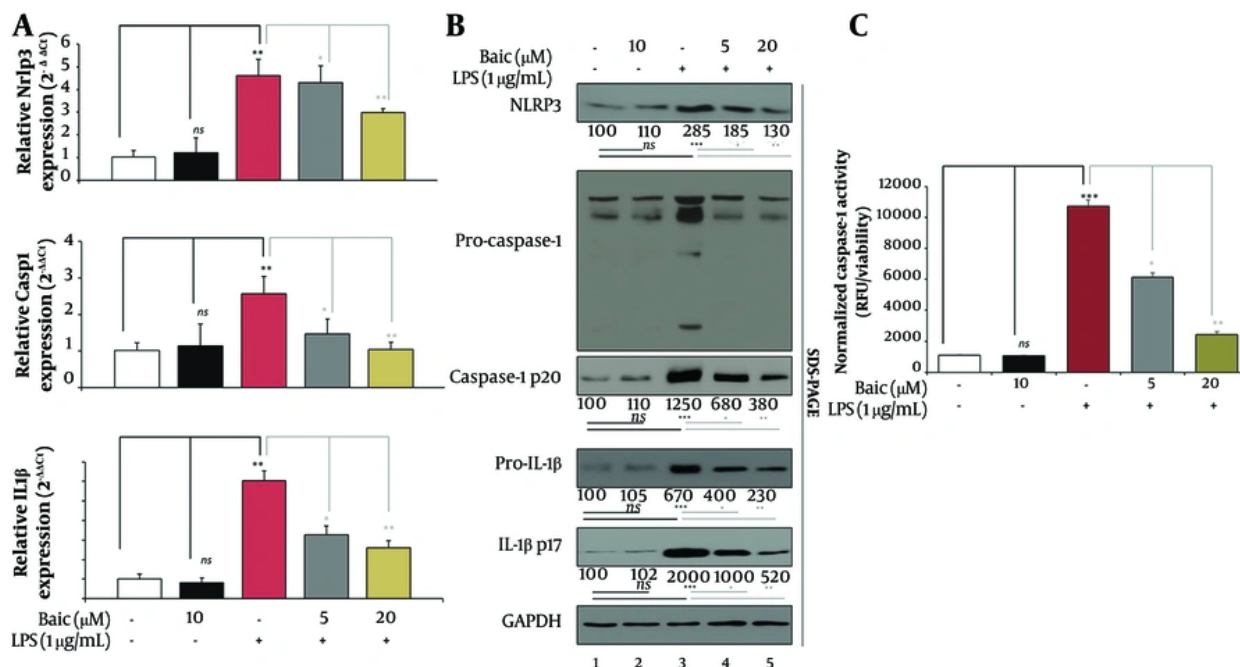 A
Relative Nrlp3
expression (2-Δ ΔCt)
6
5
4
3
2
1
0
ns
**
*
**
Relative Casp1
expression (2-ΔΔCt)
4
3
2
1
0
ns
**
*
**
Relative IL1β
expression (2-ΔΔCt)
ns
**
*
**
Baic (μM) - 10 - 5 20
LPS (1 μg/mL) - - + + +
B
Baic (μM) - 10 - 5 20
LPS (1 μg/mL) - - + + +
NLRP3
100 110 285 185 130
ns *** * **
Pro-caspase-1
Caspase-1 p20
100 110 1250 680 380
ns *** * **
Pro-IL-1β
100 105 670 400 230
ns *** * **
IL-1β p17
100 102 2000 1000 520
ns *** * **
GAPDH
1 2 3 4 5
SDS-PAGE
C
Normalized caspase-1 activity
(RFU/viability)
12000
10000
8000
6000
4000
2000
0
ns
***
*
**
Baic (μM) - 10 - 5 20
LPS (1 μg/mL) - - + + +